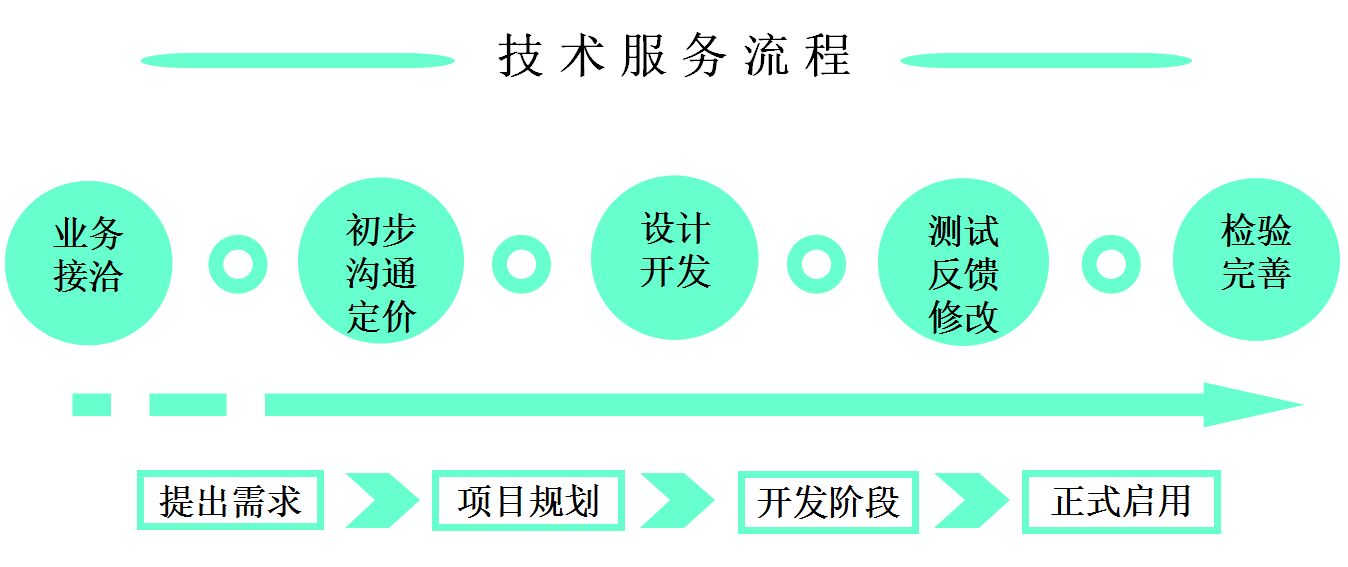 技术服务流程
业务
接洽
初步
沟通
定价
设计
开发
测试
反馈
修改
检验
完善
提出需求
项目规划
开发阶段
正式启用